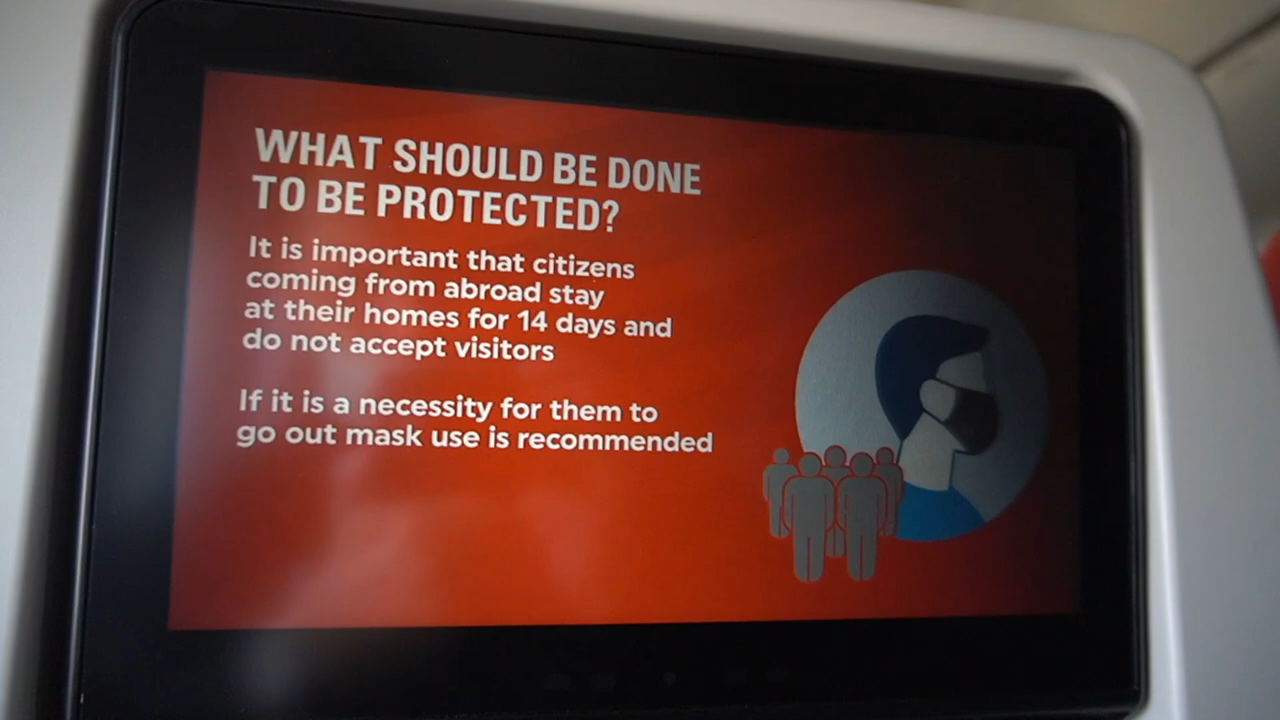 WHAT SHOULD BE DONE
TO BE PROTECTED?
It is important that citizens
coming from abroad stay
at their homes for 14 days and
do not accept visitors
If it is a necessity for them to
go out mask use is recommended